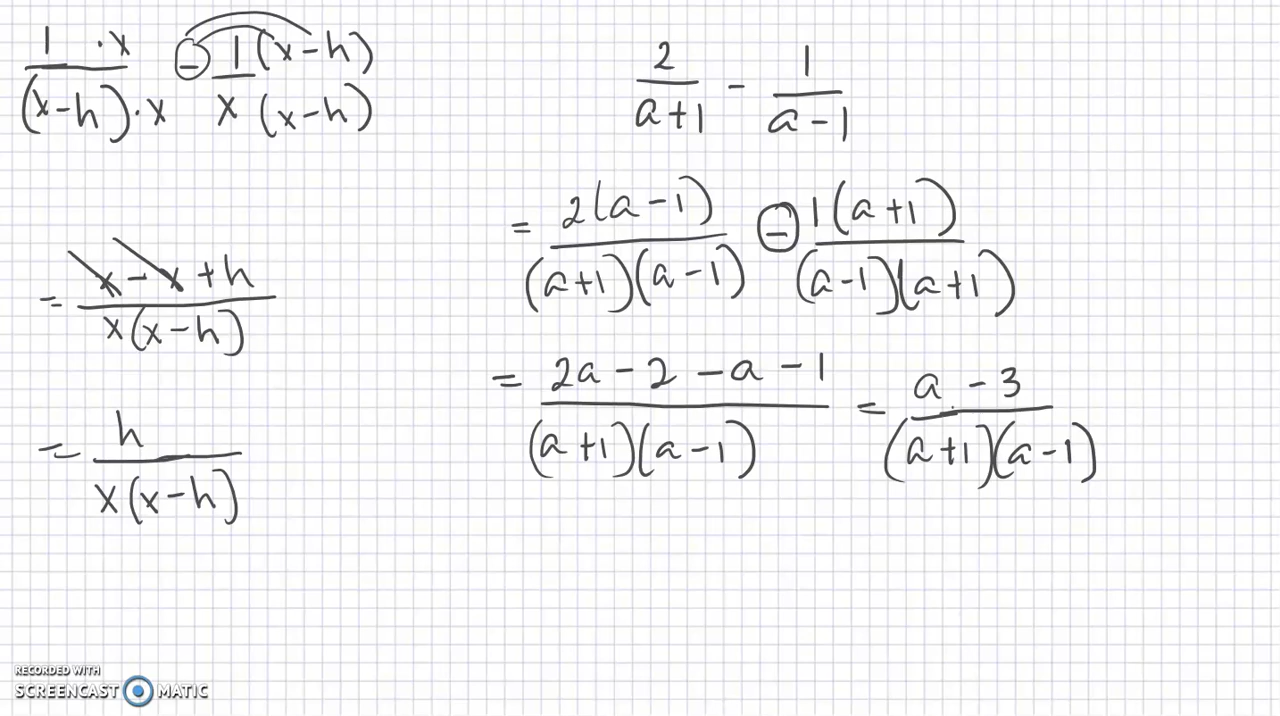 1 · x / (x-h) · x - 1(x-h) / x(x-h)
= x - x + h / x(x-h)
= h / x(x-h)
2 / a+1 - 1 / a-1
= 2(a-1) / (a+1)(a-1) - 1(a+1) / (a-1)(a+1)
= 2a - 2 - a - 1 / (a+1)(a-1) = a - 3 / (a+1)(a-1)
RECORDED WITH
SCREENCAST MATIC